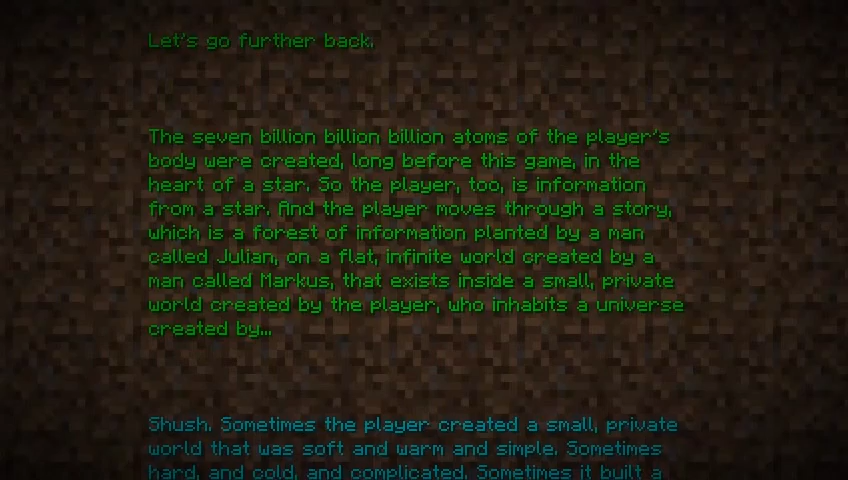 Let's go further back.
The seven billion billion billion atoms of the player's
body were created, long before this game, in the
heart of a star. So the player, too, is information
from a star. And the player moves through a story,
which is a forest of information planted by a man
called Julian, on a flat, infinite world created by a
man called Markus, that exists inside a small, private
world created by the player, who inhabits a universe
created by...
Shush. Sometimes the player created a small, private
world that was soft and warm and simple. Sometimes
hard, and cold, and complicated. Sometimes it built a